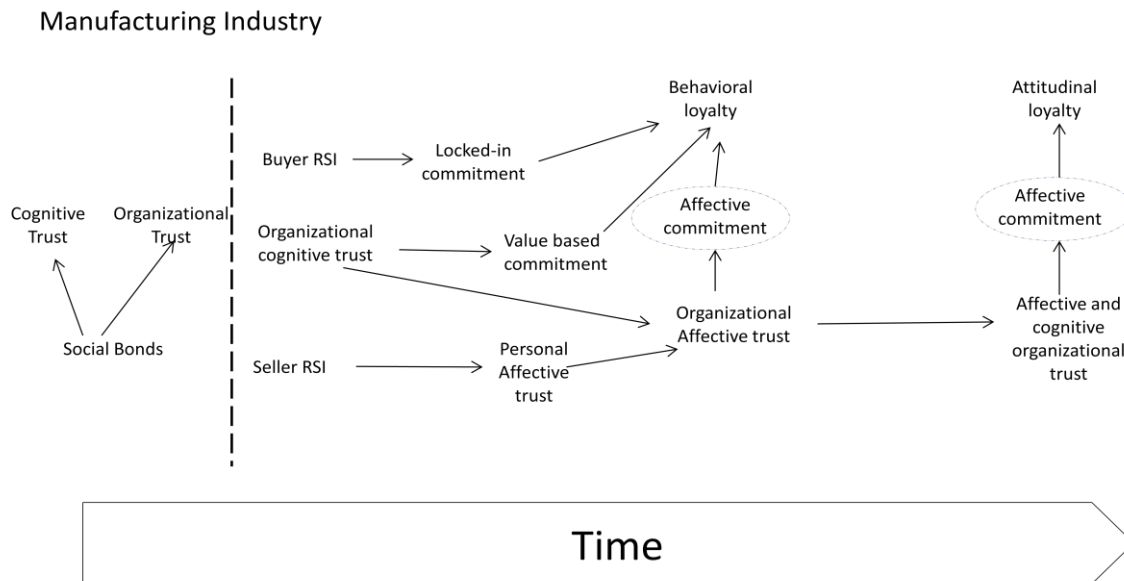 Manufacturing Industry
Cognitive
Trust
Organizational
Trust
Social Bonds
Buyer RSI
Locked-in
commitment
Behavioral
loyalty
Organizational
cognitive trust
Value based
commitment
Affective
commitment
Seller RSI
Personal
Affective
trust
Organizational
Affective trust
Attitudinal
loyalty
Affective
commitment
Affective and
cognitive
organizational
trust
Time